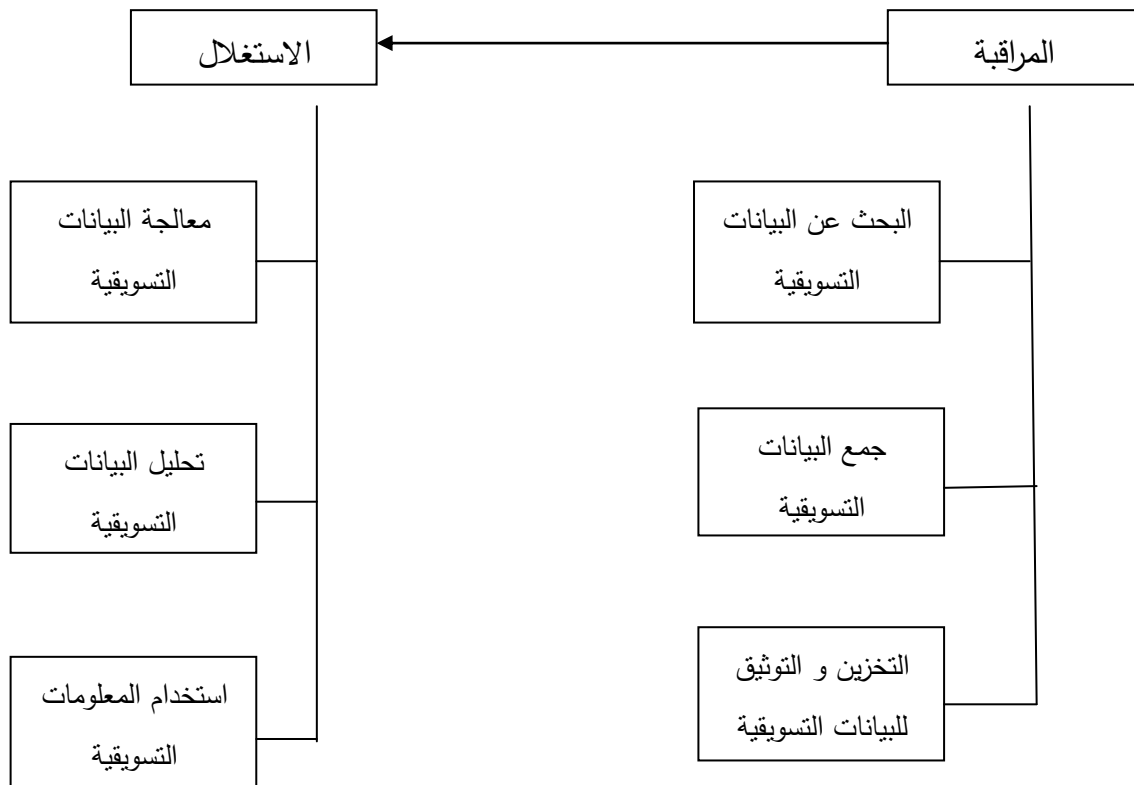 المراقبة
الاستغلال
البحث عن البيانات
التسويقية
جمع البيانات
التسويقية
التخزين و التوثيق
للبيانات التسويقية
معالجة البيانات
التسويقية
تحليل البيانات
التسويقية
استخدام المعلومات
التسويقية